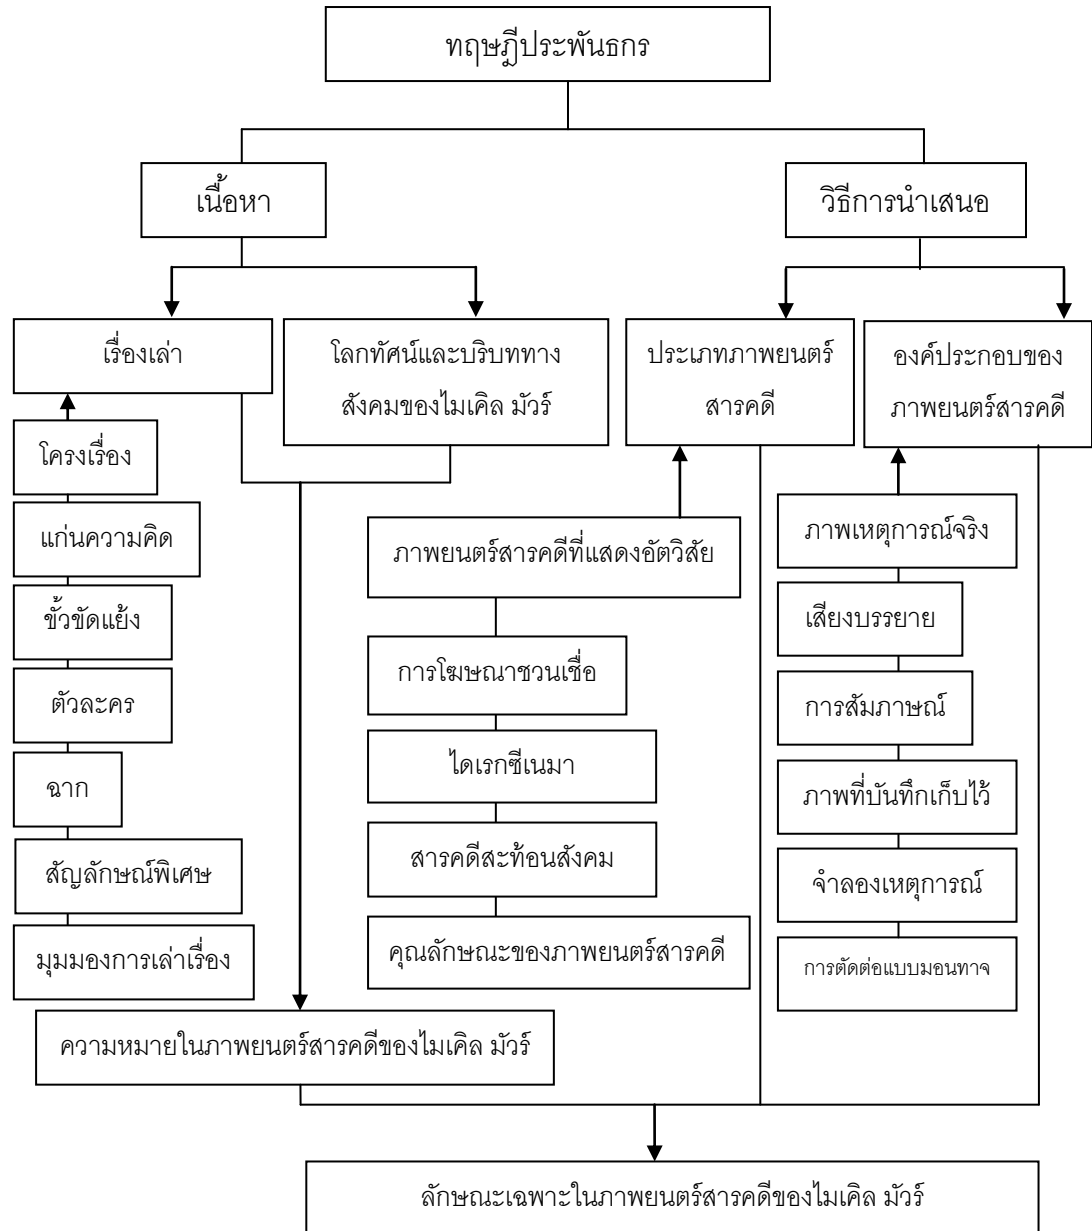 ทฤษฎีประพันธกร
เนื้อหา
วิธีการนำเสนอ
เรื่องเล่า
โลกทัศน์และบริบททาง
สังคมของไมเคิล มัวร์
ประเภทภาพยนตร์
สารคดี
องค์ประกอบของ
ภาพยนตร์สารคดี
โครงเรื่อง
แก่นความคิด
ขั้วขัดแย้ง
ตัวละคร
ฉาก
สัญลักษณ์พิเศษ
มุมมองการเล่าเรื่อง
ภาพยนตร์สารคดีที่แสดงอัตวิสัย
การโฆษณาชวนเชื่อ
ไดเรกซีเนมา
สารคดีสะท้อนสังคม
คุณลักษณะของภาพยนตร์สารคดี
ภาพเหตุการณ์จริง
เสียงบรรยาย
การสัมภาษณ์
ภาพที่บันทึกเก็บไว้
จำลองเหตุการณ์
การตัดต่อแบบมอนทาจ
ความหมายในภาพยนตร์สารคดีของไมเคิล มัวร์
ลักษณะเฉพาะในภาพยนตร์สารคดีของไมเคิล มัวร์